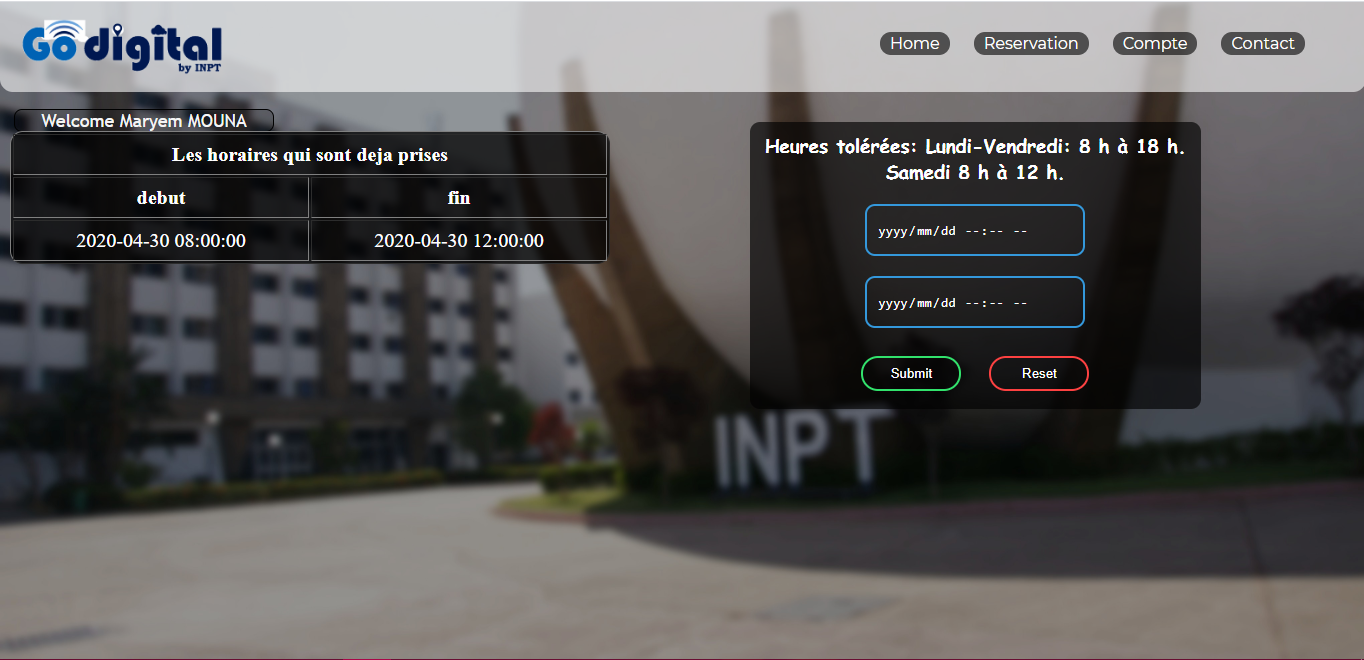 Go digital
by INPT
Home Reservation Compte Contact
Welcome Maryem MOUNA
Les horaires qui sont deja prises
debut fin
2020-04-30 08:00:00 2020-04-30 12:00:00
Heures tolérées: Lundi-Vendredi: 8 h à 18 h.
Samedi 8 h à 12 h.
yyyy/mm/dd --:-- --
yyyy/mm/dd --:-- --
Submit Reset
INPT